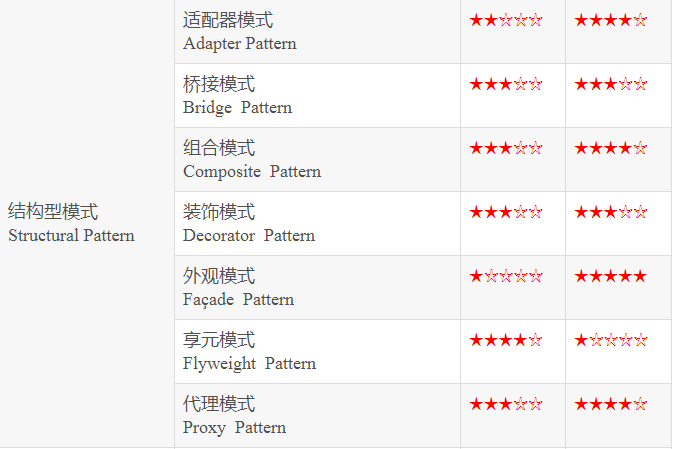 结构型模式
Structural Pattern
适配器模式
Adapter Pattern
★★☆☆☆
★★★★☆
桥接模式
Bridge Pattern
★★★☆☆
★★★☆☆
组合模式
Composite Pattern
★★★☆☆
★★★★☆
装饰模式
Decorator Pattern
★★★☆☆
★★★☆☆
外观模式
Façade Pattern
★☆☆☆☆
★★★★★
享元模式
Flyweight Pattern
★★★★☆
★☆☆☆☆
代理模式
Proxy Pattern
★★★☆☆
★★★★☆